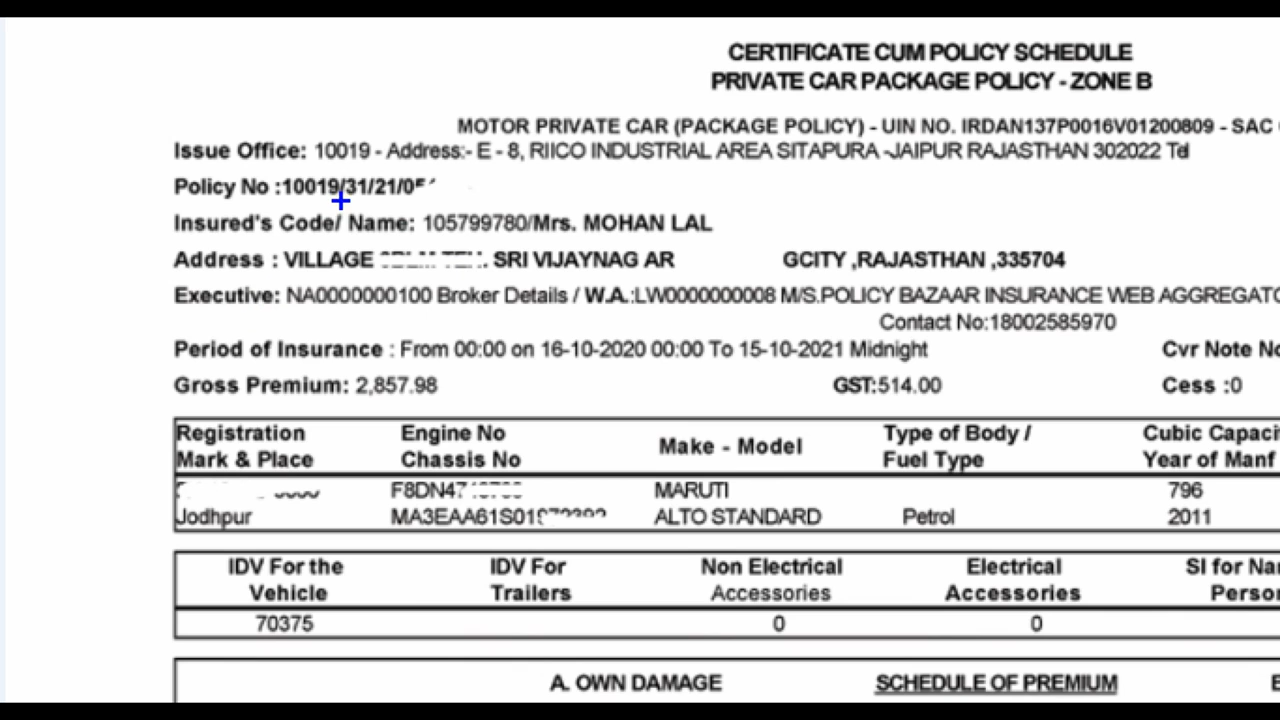 CERTIFICATE CUM POLICY SCHEDULE
PRIVATE CAR PACKAGE POLICY - ZONE B
MOTOR PRIVATE CAR (PACKAGE POLICY) - UIN NO. IRDAN137P0016V01200809 - SAC
Issue Office: 10019 - Address:- E - 8, RIICO INDUSTRIAL AREA SITAPURA -JAIPUR RAJASTHAN 302022 Tel
Policy No :10019/31/21/0
Insured's Code/ Name: 105799780/Mrs. MOHAN LAL
Address : VILLAGE SRI VIJAYNAG AR GCITY ,RAJASTHAN ,335704
Executive: NA0000000100 Broker Details / W.A.:LW0000000008 M/S.POLICY BAZAAR INSURANCE WEB AGGREGATO
Contact No:18002585970
Period of Insurance : From 00:00 on 16-10-2020 00:00 To 15-10-2021 Midnight Cvr Note No
Gross Premium: 2,857.98 GST:514.00 Cess :0
Registration Engine No Make - Model Type of Body / Cubic Capaci
Mark & Place Chassis No Fuel Type Year of Manf
F8DN47 MARUTI 796
Jodhpur MA3EAA61S01 ALTO STANDARD Petrol 2011
IDV For the IDV For Non Electrical Electrical SI for Na
Vehicle Trailers Accessories Accessories Perso
70375 0 0
A. OWN DAMAGE SCHEDULE OF PREMIUM